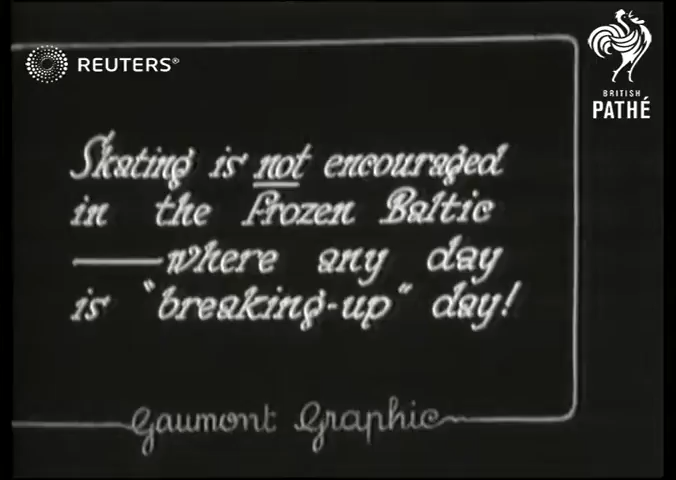 REUTERS®
BRITISH
PATHÉ
Skating is not encouraged
in the Frozen Baltic
—where any day
is "breaking-up" day!
Gaumont Graphic